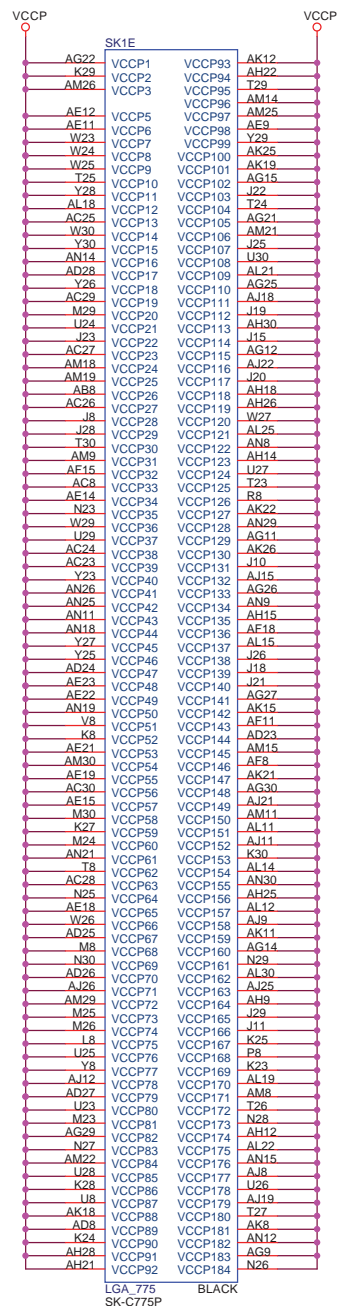 VCCP VCCP
SK1E
AG22 VCCP1 VCCP93 AK12
K29 VCCP2 VCCP94 AH22
AM26 VCCP3 VCCP95 T29
VCCP96 AM14
AE12 VCCP5 VCCP97 AM25
AE11 VCCP6 VCCP98 AE9
W23 VCCP7 VCCP99 Y29
W24 VCCP8 VCCP100 AK25
W25 VCCP9 VCCP101 AK19
T25 VCCP10 VCCP102 AG15
Y28 VCCP11 VCCP103 J22
AL18 VCCP12 VCCP104 T24
AC25 VCCP13 VCCP105 AG21
W30 VCCP14 VCCP106 AM21
Y30 VCCP15 VCCP107 J25
AN14 VCCP16 VCCP108 U30
AD28 VCCP17 VCCP109 AL21
Y26 VCCP18 VCCP110 AG25
AC29 VCCP19 VCCP111 AJ18
M29 VCCP20 VCCP112 J19
U24 VCCP21 VCCP113 AH30
J23 VCCP22 VCCP114 J15
AC27 VCCP23 VCCP115 AG12
AM18 VCCP24 VCCP116 AJ22
AM19 VCCP25 VCCP117 J20
AB8 VCCP26 VCCP118 AH18
AC26 VCCP27 VCCP119 AH26
J8 VCCP28 VCCP120 W27
J28 VCCP29 VCCP121 AL25
T30 VCCP30 VCCP122 AN8
AM9 VCCP31 VCCP123 AH14
AF15 VCCP32 VCCP124 U27
AC8 VCCP33 VCCP125 T23
AE14 VCCP34 VCCP126 R8
N23 VCCP35 VCCP127 AK22
W29 VCCP36 VCCP128 AN29
U29 VCCP37 VCCP129 AG11
AC24 VCCP38 VCCP130 AK26
AC23 VCCP39 VCCP131 J10
Y23 VCCP40 VCCP132 AJ15
AN26 VCCP41 VCCP133 AG26
AN25 VCCP42 VCCP134 AN9
AN11 VCCP43 VCCP135 AH15
AN18 VCCP44 VCCP136 AF18
Y27 VCCP45 VCCP137 AL15
Y25 VCCP46 VCCP138 J26
AD24 VCCP47 VCCP139 J18
AE23 VCCP48 VCCP140 J21
AE22 VCCP49 VCCP141 AG27
AN19 VCCP50 VCCP142 AK15
V8 VCCP51 VCCP143 AF11
K8 VCCP52 VCCP144 AD23
AE21 VCCP53 VCCP145 AM15
AM30 VCCP54 VCCP146 AF8
AE19 VCCP55 VCCP147 AK21
AC30 VCCP56 VCCP148 AG30
AE15 VCCP57 VCCP149 AJ21
M30 VCCP58 VCCP150 AM11
K27 VCCP59 VCCP151 AL11
M24 VCCP60 VCCP152 AJ11
AN21 VCCP61 VCCP153 K30
T8 VCCP62 VCCP154 AL14
AC28 VCCP63 VCCP155 AN30
N25 VCCP64 VCCP156 AH25
AE18 VCCP65 VCCP157 AL12
W26 VCCP66 VCCP158 AJ9
AD25 VCCP67 VCCP159 AK11
M8 VCCP68 VCCP160 AG14
N30 VCCP69 VCCP161 N29
AD26 VCCP70 VCCP162 AL30
AJ26 VCCP71 VCCP163 AJ25
AM29 VCCP72 VCCP164 AH9
M25 VCCP73 VCCP165 J29
M26 VCCP74 VCCP166 J11
L8 VCCP75 VCCP167 K25
U25 VCCP76 VCCP168 P8
Y8 VCCP77 VCCP169 K23
AJ12 VCCP78 VCCP170 AL19
AD27 VCCP79 VCCP171 AM8
U23 VCCP80 VCCP172 T26
M23 VCCP81 VCCP173 N28
AG29 VCCP82 VCCP174 AH12
N27 VCCP83 VCCP175 AL22
AM22 VCCP84 VCCP176 AN15
U28 VCCP85 VCCP177 AJ8
K28 VCCP86 VCCP178 U26
U8 VCCP87 VCCP179 AJ19
AK18 VCCP88 VCCP180 T27
AD8 VCCP89 VCCP181 AK8
K24 VCCP90 VCCP182 AN12
AH28 VCCP91 VCCP183 AG9
AH21 VCCP92 VCCP184 N26
LGA_775 BLACK
SK-C775P